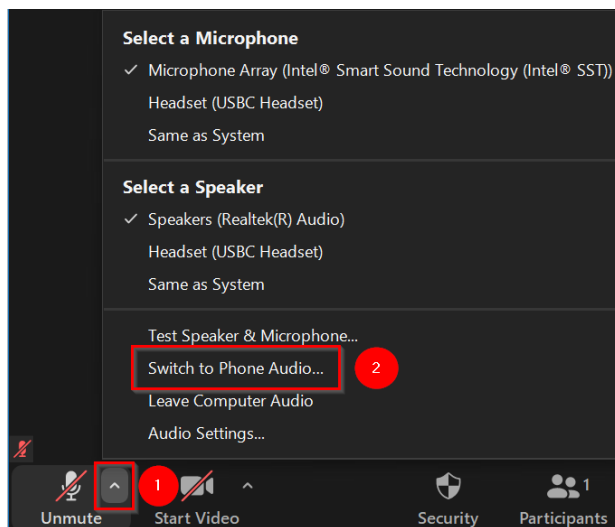 Select a Microphone
✓ Microphone Array (Intel® Smart Sound Technology (Intel® SST))
Headset (USBC Headset)
Same as System
Select a Speaker
✓ Speakers (Realtek(R) Audio)
Headset (USBC Headset)
Same as System
Test Speaker & Microphone...
Switch to Phone Audio... 2
Leave Computer Audio
Audio Settings...
1 1
Unmute Start Video Security Participants